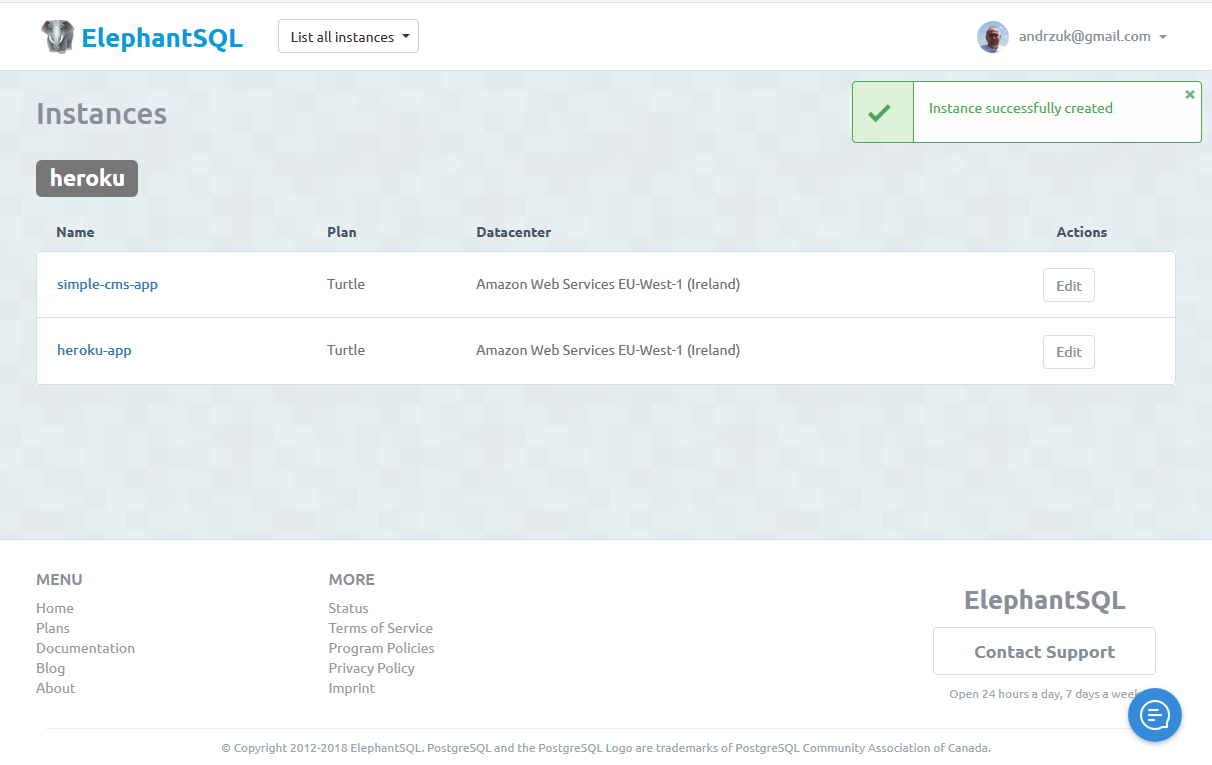 ElephantSQL
List all instances
andrzuk@gmail.com
Instances
Instance successfully created
heroku
Name Plan Datacenter Actions
simple-cms-app Turtle Amazon Web Services EU-West-1 (Ireland) Edit
heroku-app Turtle Amazon Web Services EU-West-1 (Ireland) Edit
MENU
Home
Plans
Documentation
Blog
About
MORE
Status
Terms of Service
Program Policies
Privacy Policy
Imprint
ElephantSQL
Contact Support
Open 24 hours a day, 7 days a week
© Copyright 2012-2018 ElephantSQL. PostgreSQL and the PostgreSQL Logo are trademarks of PostgreSQL Community Association of Canada.